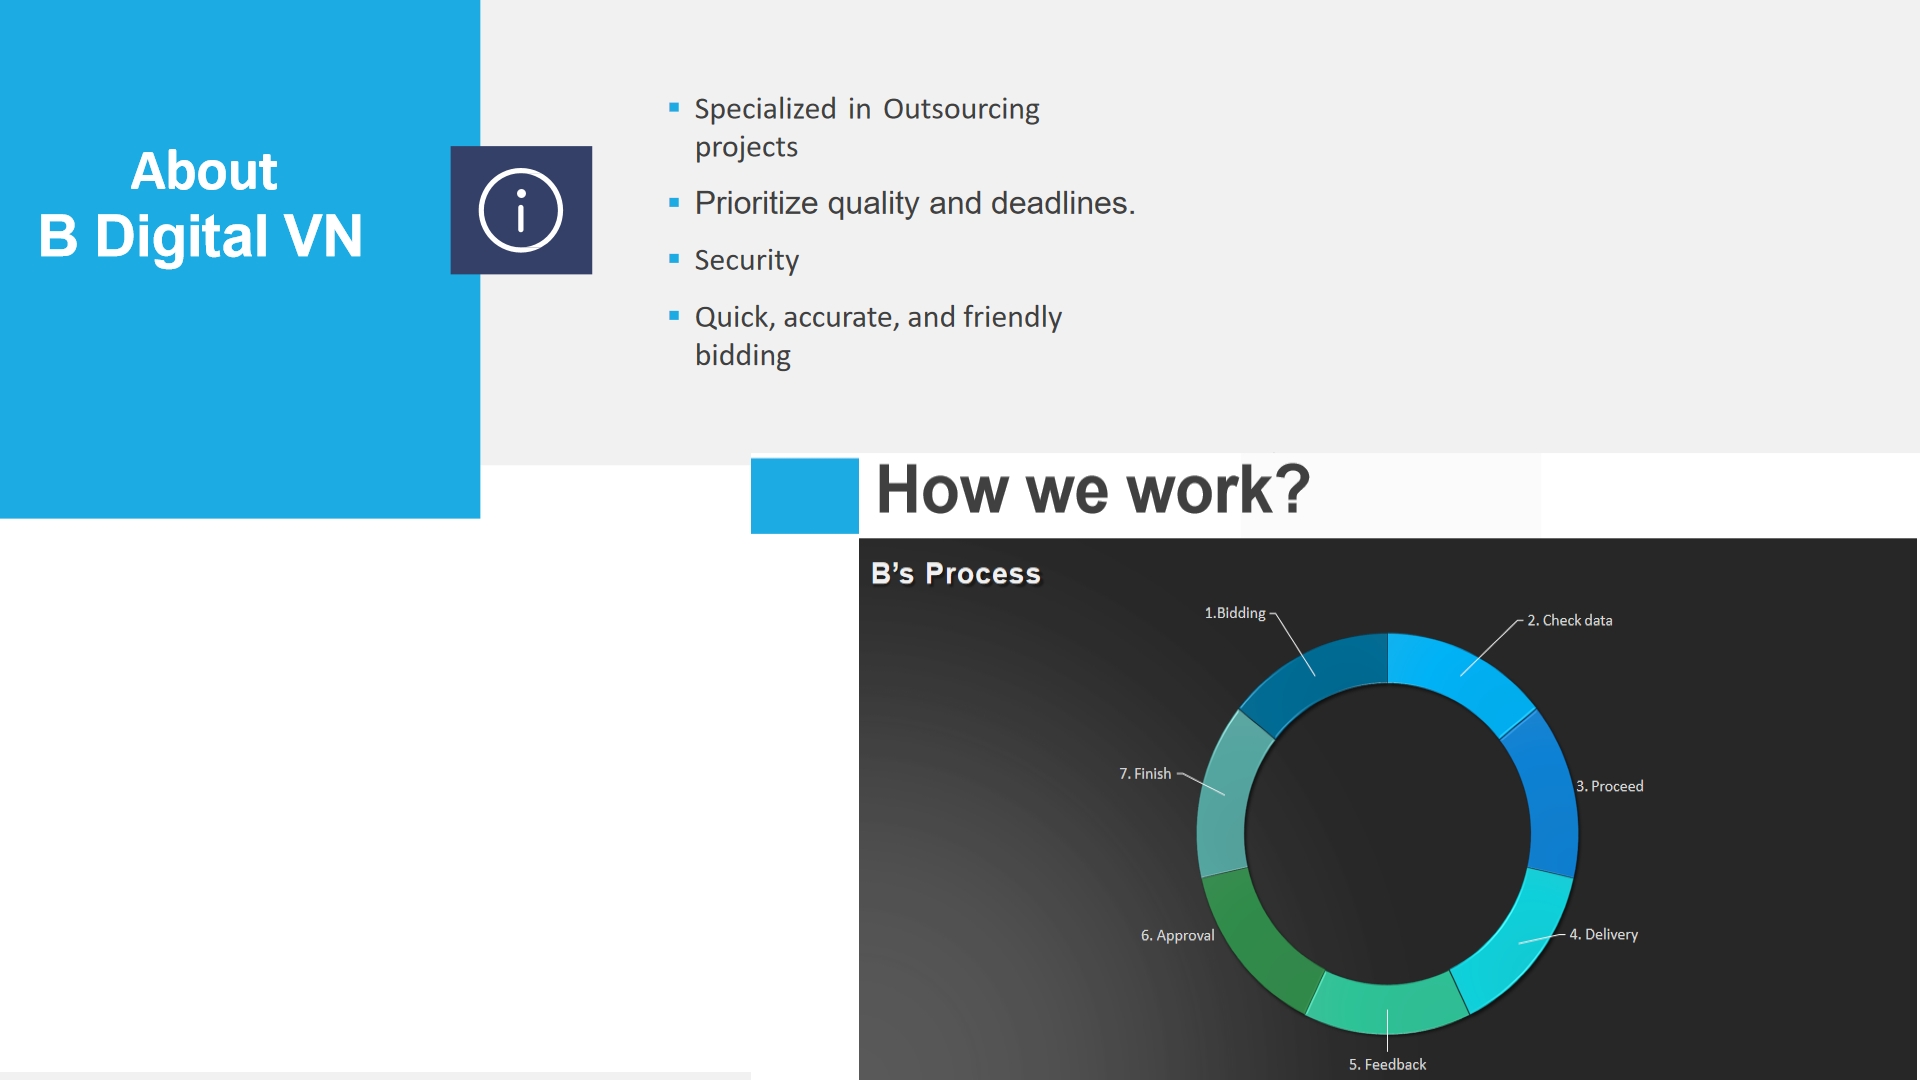 About
B Digital VN
Specialized in Outsourcing
projects
Prioritize quality and deadlines.
Security
Quick, accurate, and friendly
bidding
How we work?
B’s Process
1.Bidding
2. Check data
3. Proceed
4. Delivery
5. Feedback
6. Approval
7. Finish